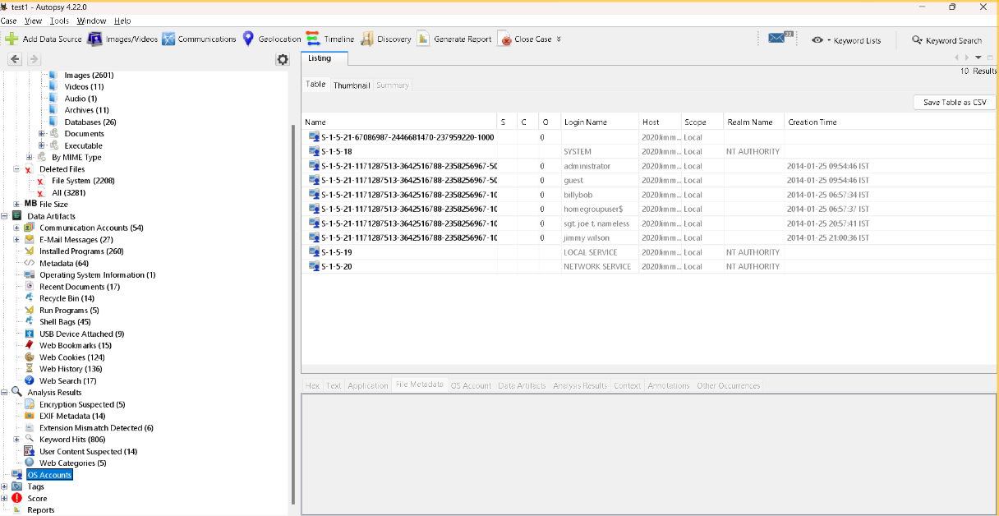 test1 - Autopsy 4.22.0
Case View Tools Window Help
Add Data Source Images/Videos Communications Geolocation Timeline Discovery Generate Report Close Case 33 Keyword Lists Keyword Search
Images (2601)
Videos (11)
Audio (1)
Archives (11)
Databases (26)
Documents
Executable
By MIME Type
Deleted Files
File System (2208)
All (3281)
MB File Size
Data Artifacts
Communication Accounts (54)
E-Mail Messages (27)
Installed Programs (260)
Metadata (64)
Operating System Information (1)
Recent Documents (17)
Recycle Bin (14)
Run Programs (5)
Shell Bags (45)
USB Device Attached (9)
Web Bookmarks (15)
Web Cookies (124)
Web History (136)
Web Search (17)
Analysis Results
Encryption Suspected (5)
EXIF Metadata (14)
Extension Mismatch Detected (6)
Keyword Hits (806)
User Content Suspected (14)
Web Categories (5)
OS Accounts
Tags
Score
Reports
Listing
10 Results
Table Thumbnail Summary
Save Table as CSV
Name S C O Login Name Host Scope Realm Name Creation Time
S-1-5-21-67086987-2446681470-237959220-1000 0 2020Jimm... Local
S-1-5-18 SYSTEM 2020Jimm... Local NT AUTHORITY
S-1-5-21-1171287513-3642516788-2358256967-50 0 administrator 2020Jimm... Local 2014-01-25 09:54:46 IST
S-1-5-21-1171287513-3642516788-2358256967-50 0 guest 2020Jimm... Local 2014-01-25 09:54:46 IST
S-1-5-21-1171287513-3642516788-2358256967-10 0 billybob 2020Jimm... Local 2014-01-25 06:57:34 IST
S-1-5-21-1171287513-3642516788-2358256967-10 0 homegroupuser$ 2020Jimm... Local 2014-01-25 06:57:37 IST
S-1-5-21-1171287513-3642516788-2358256967-10 0 sgt. joe t. nameless 2020Jimm... Local 2014-01-25 20:57:41 IST
S-1-5-21-1171287513-3642516788-2358256967-10 0 jimmy wilson 2020Jimm... Local 2014-01-25 21:00:36 IST
S-1-5-19 LOCAL SERVICE 2020Jimm... Local NT AUTHORITY
S-1-5-20 NETWORK SERVICE 2020Jimm... Local NT AUTHORITY
Hex Text Application File Metadata OS Account Data Artifacts Analysis Results Context Annotations Other Occurrences